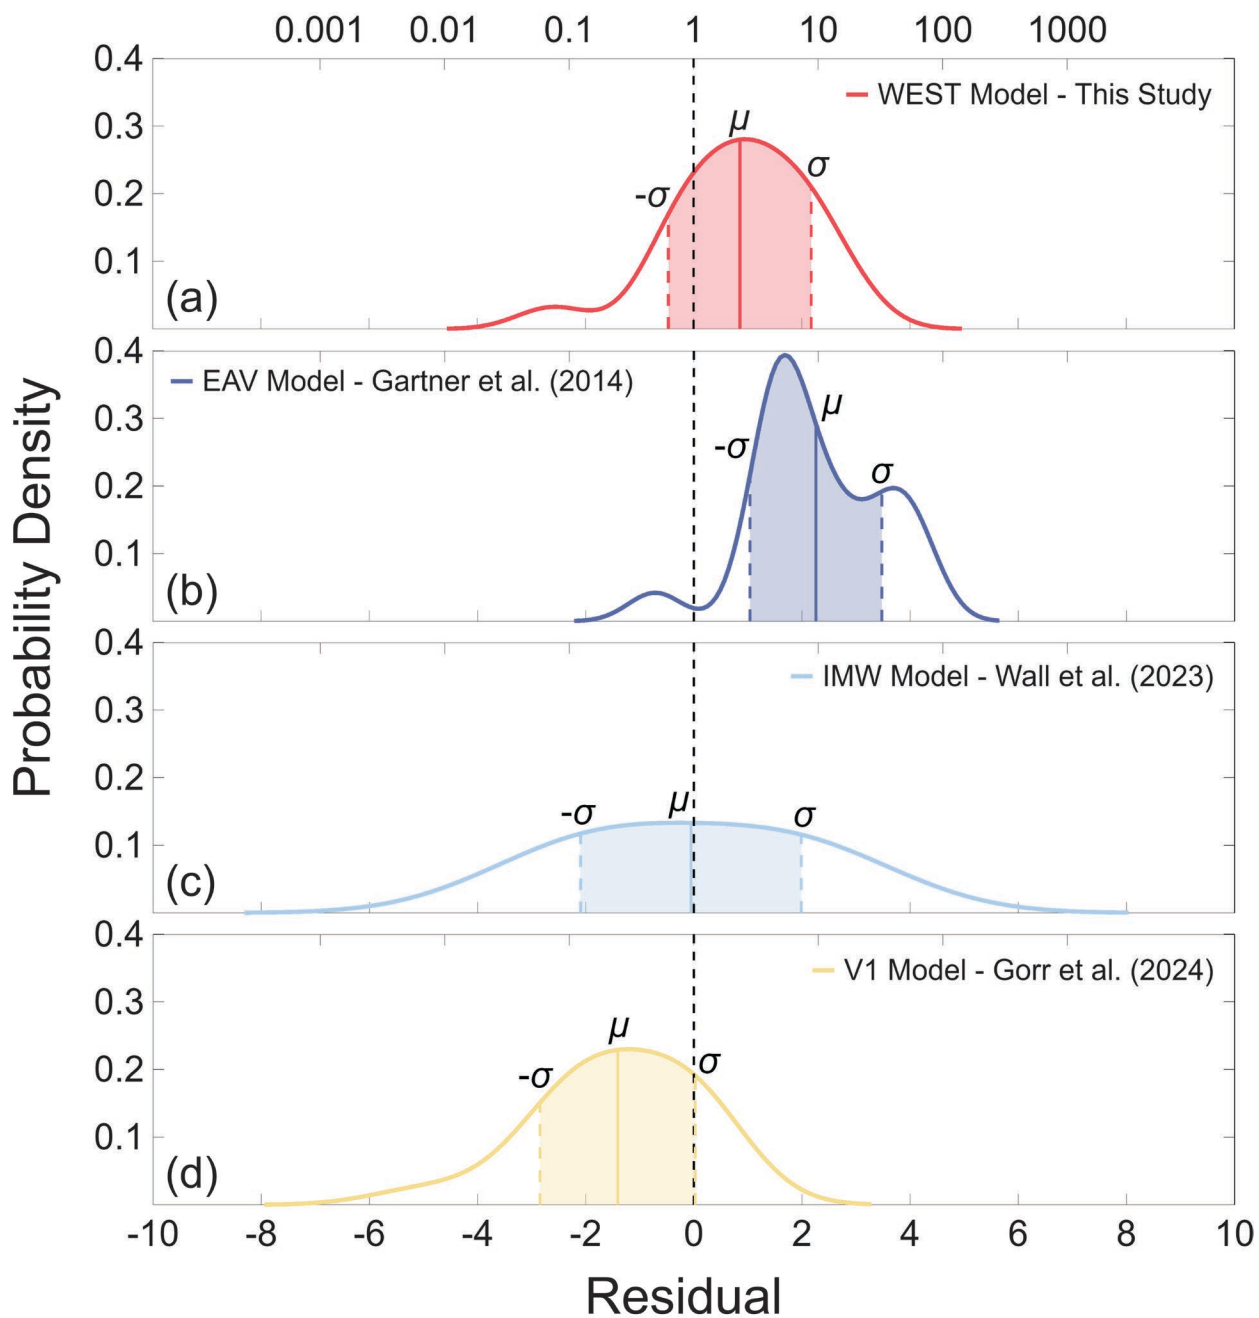 0.001 0.01 0.1 1 10 100 1000
0.4
WEST Model - This Study
0.3
μ
σ
-σ
0.2
0.1
(a)
0.4
EAV Model - Gartner et al. (2014)
μ
0.3
-σ
σ
0.2
0.1
(b)
Probability Density
0.4
IMW Model - Wall et al. (2023)
0.3
0.2
μ
-σ
σ
0.1
(c)
0.4
V1 Model - Gorr et al. (2024)
0.3
μ
σ
-σ
0.2
0.1
(d)
-10 -8 -6 -4 -2 0 2 4 6 8 10
Residual